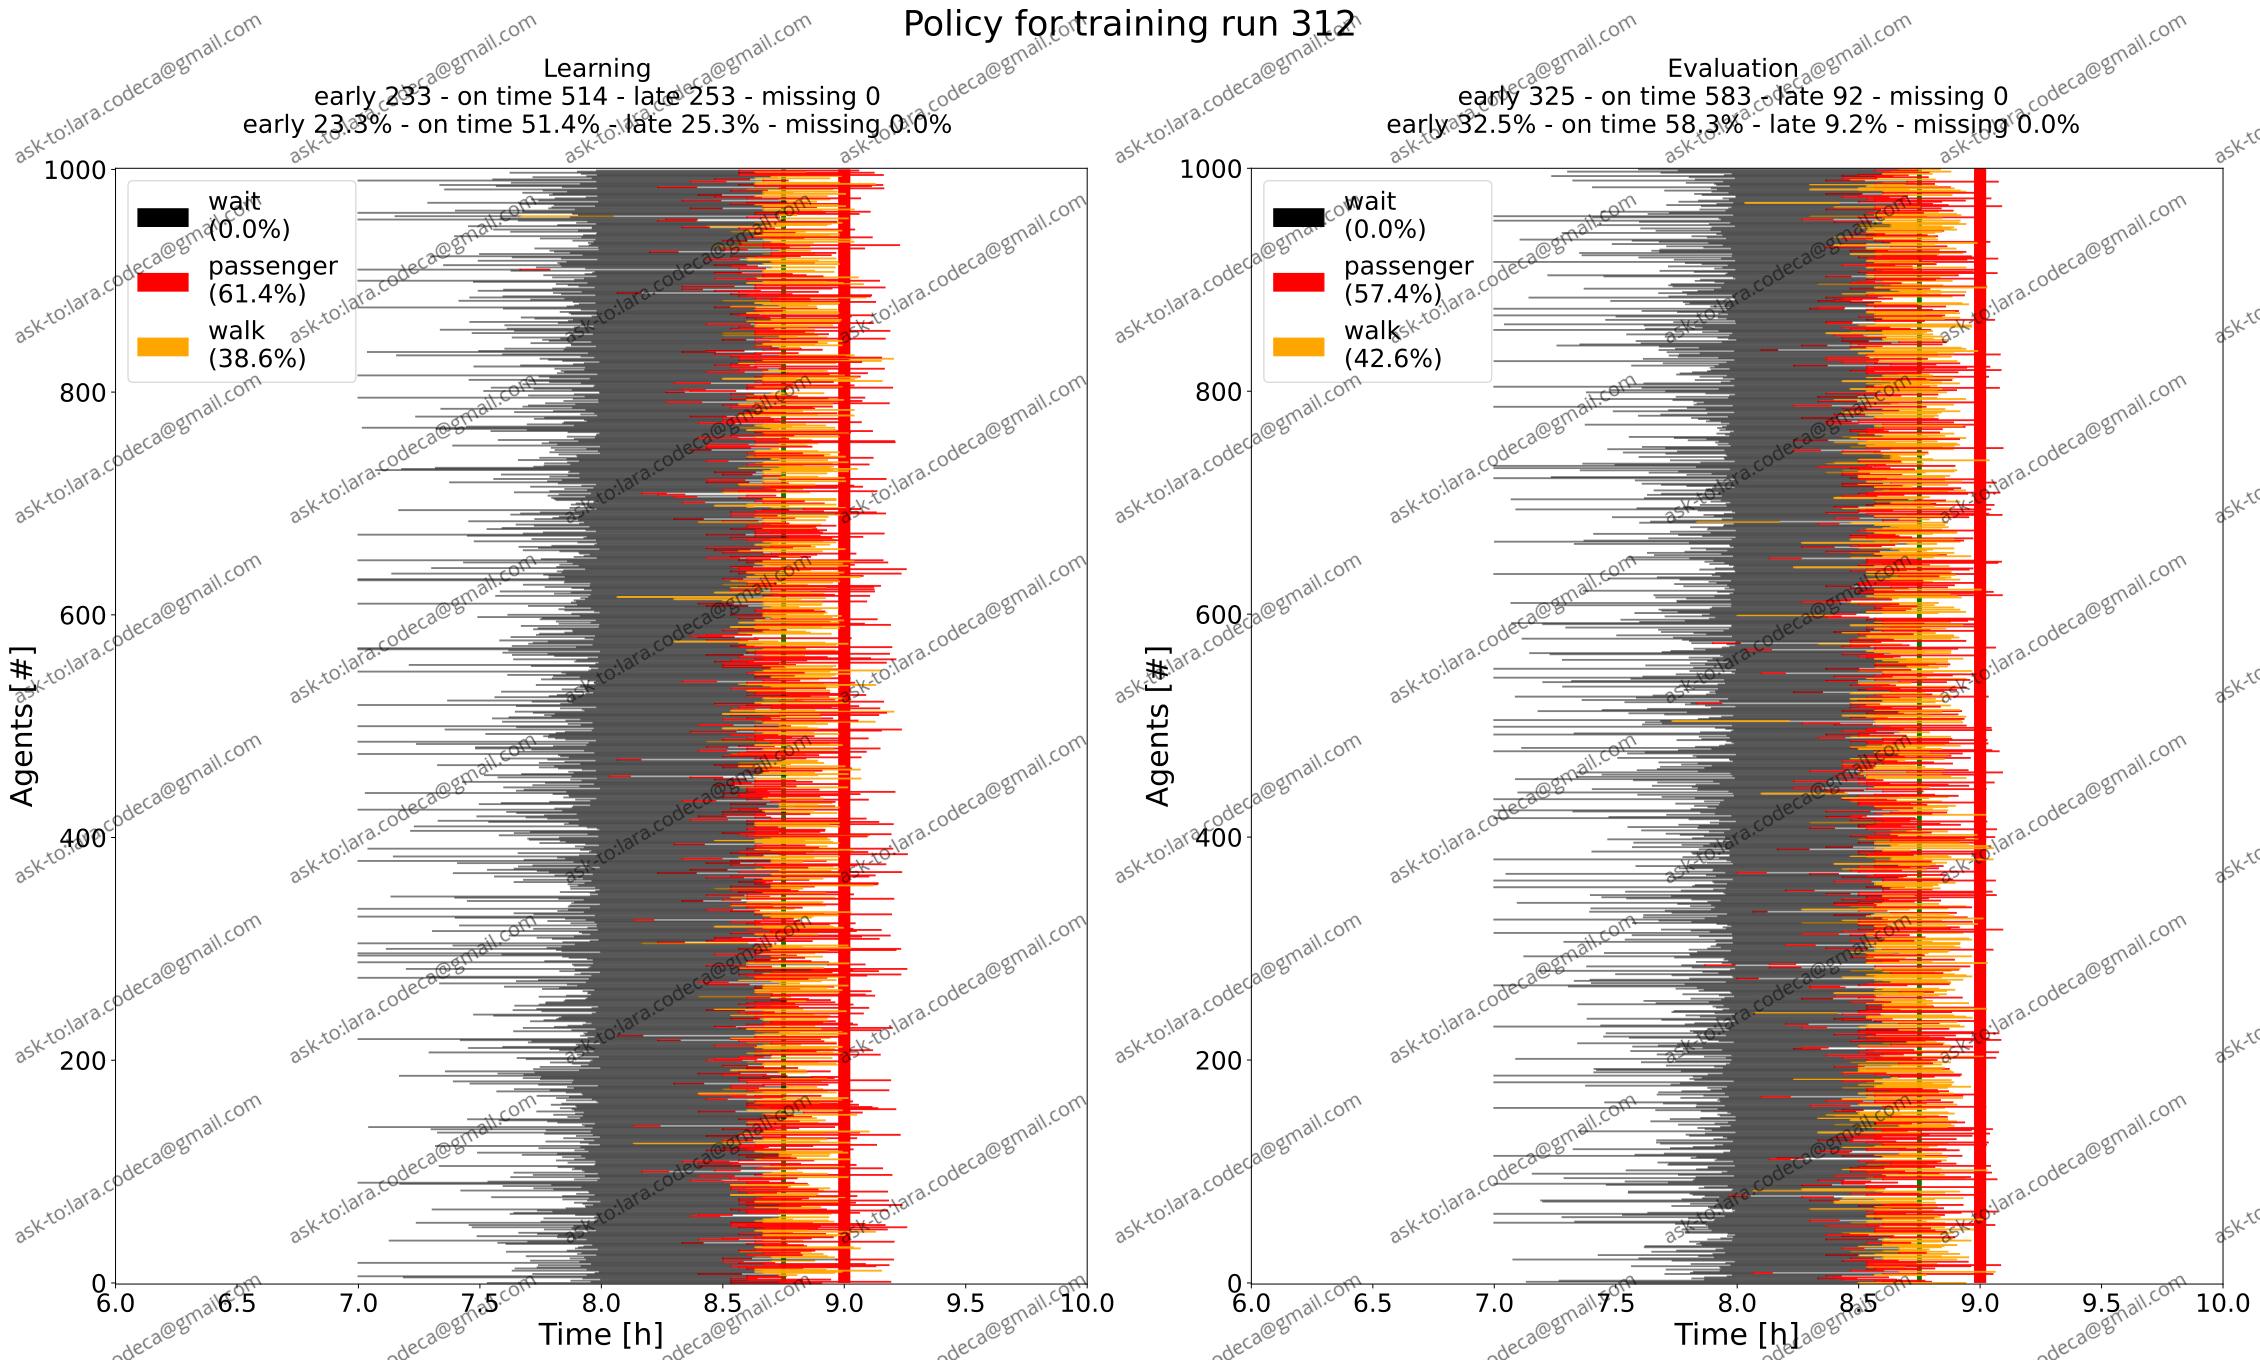 Policy for training run 312
Learning
early 233 - on time 514 - late 253 - missing 0
early 23.3% - on time 51.4% - late 25.3% - missing 0.0%
1000
800
600
400
200
0
Agents [#]
wait
(0.0%)
passenger
(61.4%)
walk
(38.6%)
6.0 6.5 7.0 7.5 8.0 8.5 9.0 9.5 10.0
Time [h]
Evaluation
early 325 - on time 583 - late 92 - missing 0
early 32.5% - on time 58.3% - late 9.2% - missing 0.0%
1000
800
600
400
200
0
Agents [#]
wait
(0.0%)
passenger
(57.4%)
walk
(42.6%)
6.0 6.5 7.0 7.5 8.0 8.5 9.0 9.5 10.0
Time [h]
ask-to:lara.codeca@gmail.com